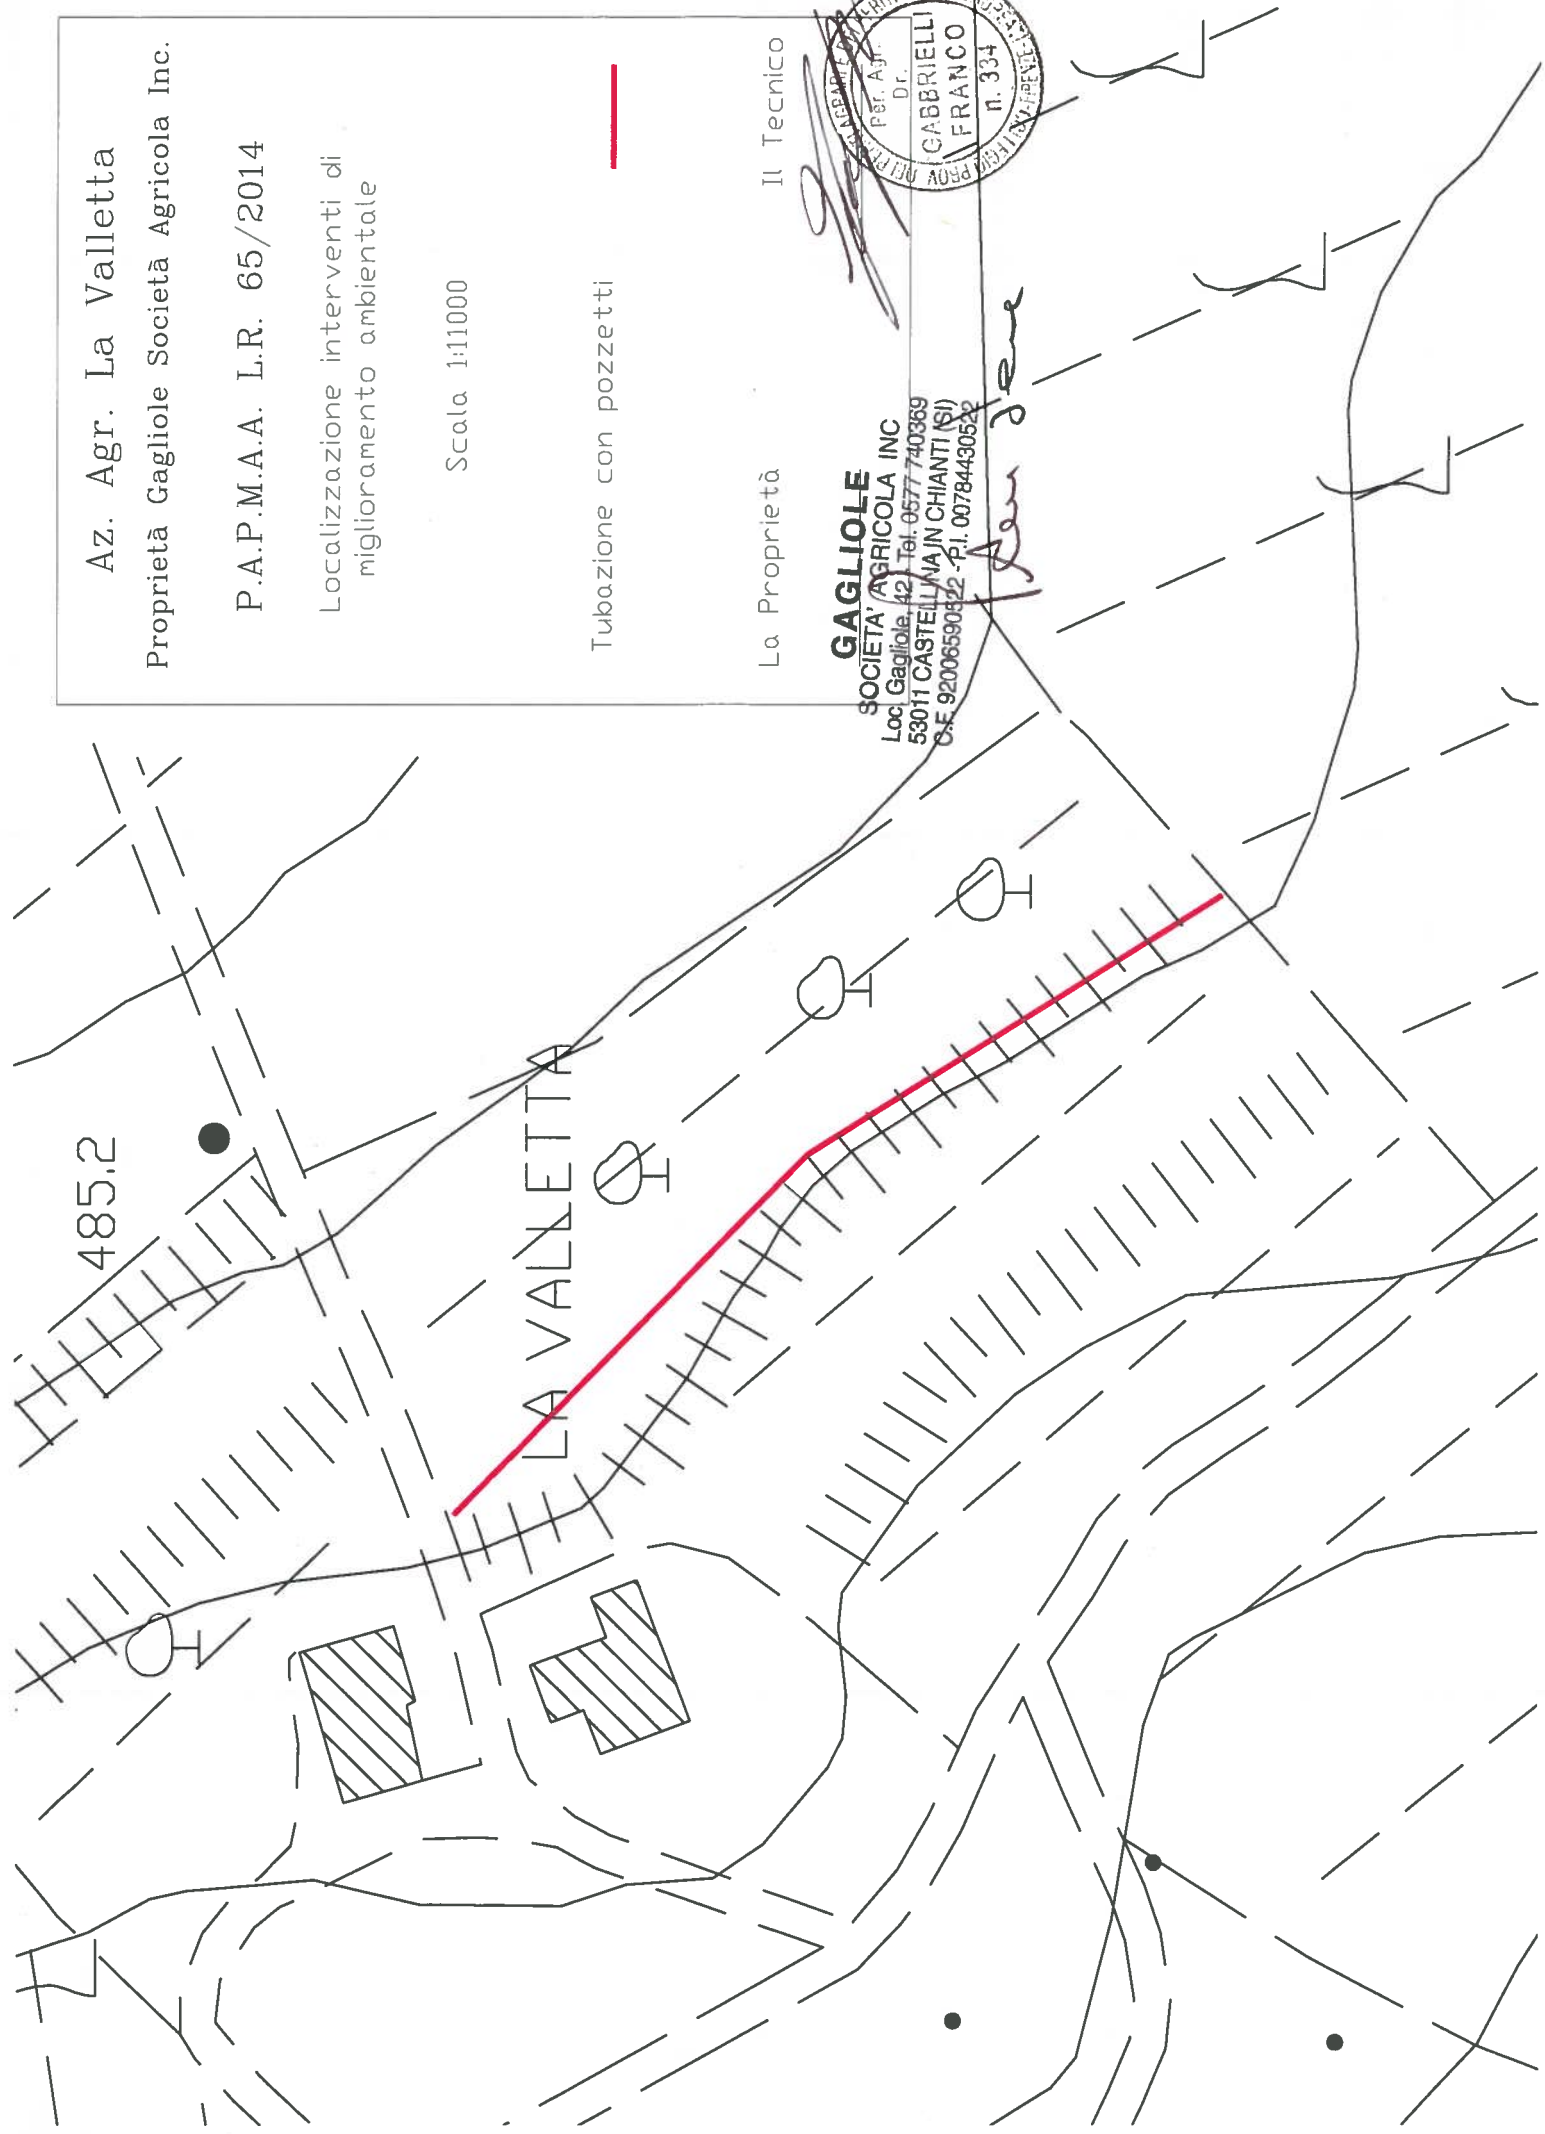 Az. Agr. La Valletta
Proprietà Gagliole Società Agricola Inc.
P.A.P.M.A.A. L.R. 65/2014
Localizzazione interventi di
miglioramento ambientale
Scala 1:11000
Tubazione con pozzetti
La Proprietà
Il Tecnico
GAGLIOLE
SOCIETA' AGRICOLA INC
Loc. Gagliole, 42 - Tel. 0577 740369
53011 CASTELLINA IN CHIANTI (SI)
C.F. 92006590522 - P.I. 00784430522
Per. Agr.
Dr.
GABBRIELLI
FRANCO
n. 334
485.2
LA VALLETTA